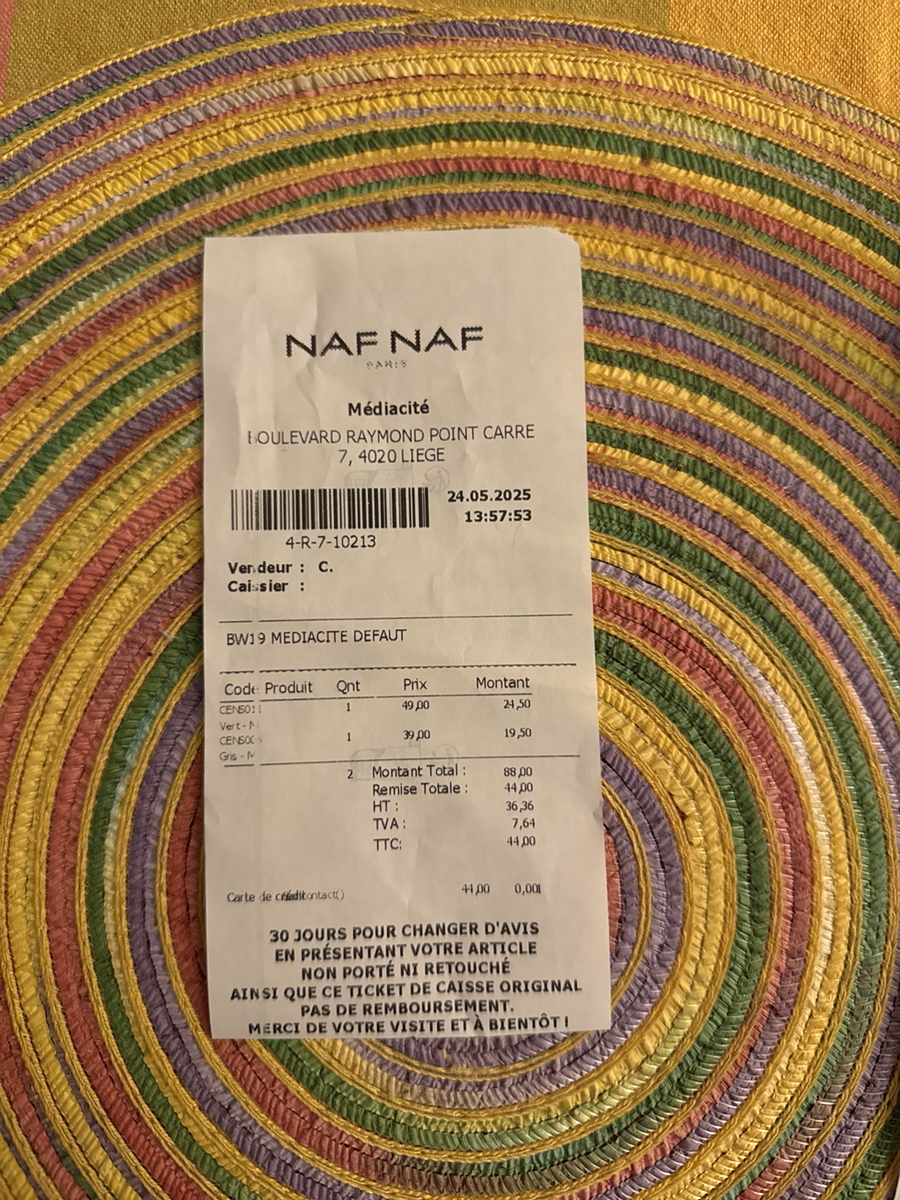 NAF NAF
PARIS
Médiacité
BOULEVARD RAYMOND POINT CARRE
7, 4020 LIEGE
24.05.2025
13:57:53
4-R-7-10213
Vendeur : C.
Caissier :
BW19 MEDIACITE DEFAUT
Code Produit Qnt Prix Montant
1 49,00 24,50
Vert -
1 39,00 19,50
Gris -
2 Montant Total : 88,00
Remise Totale : 44,00
HT : 36,36
TVA : 7,64
TTC: 44,00
Carte de 44,00
30 JOURS POUR CHANGER D'AVIS
EN PRÉSENTANT VOTRE ARTICLE
NON PORTÉ NI RETOUCHÉ
AINSI QUE CE TICKET DE CAISSE ORIGINAL
PAS DE REMBOURSEMENT.
MERCI DE VOTRE VISITE ET À BIENTÔT !